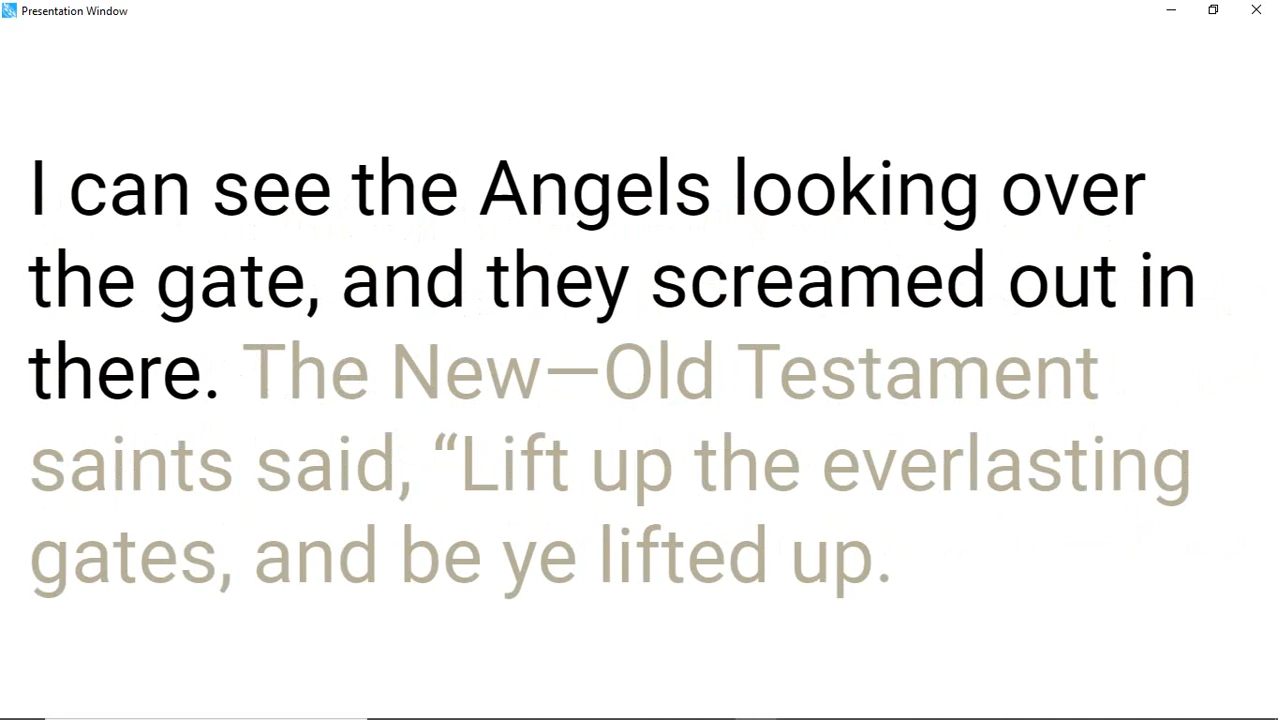 Presentation Window
I can see the Angels looking over
the gate, and they screamed out in
there. The New—Old Testament
saints said, “Lift up the everlasting
gates, and be ye lifted up.